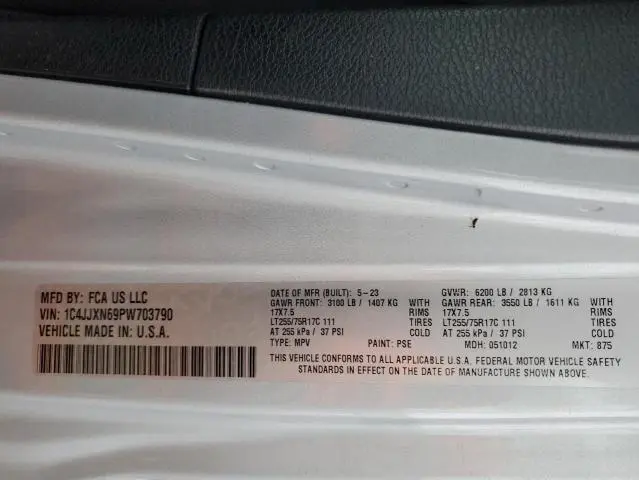 MFD BY: FCA US LLC
VIN: 1C4JJXN69PW703790
VEHICLE MADE IN U.S.A.
DATE OF MFR (BUILT): 5-23 GVWR: 6200 LB / 2813 KG
GAWR FRONT: 3100 LB / 1407 KG WITH GAWR REAR: 3550 LB / 1611 KG WITH
17X7.5 RIMS 17X7.5 RIMS
LT255/75R17C 111 TIRES LT255/75R17C 111 TIRES
AT 255 kPa / 37 PSI COLD AT 255 kPa / 37 PSI COLD
TYPE: MPV PAINT: PSE MDH: 051012 MKT: 875
THIS VEHICLE CONFORMS TO ALL APPLICABLE U.S.A. FEDERAL MOTOR VEHICLE SAFETY
STANDARDS IN EFFECT ON THE DATE OF MANUFACTURE SHOWN ABOVE.